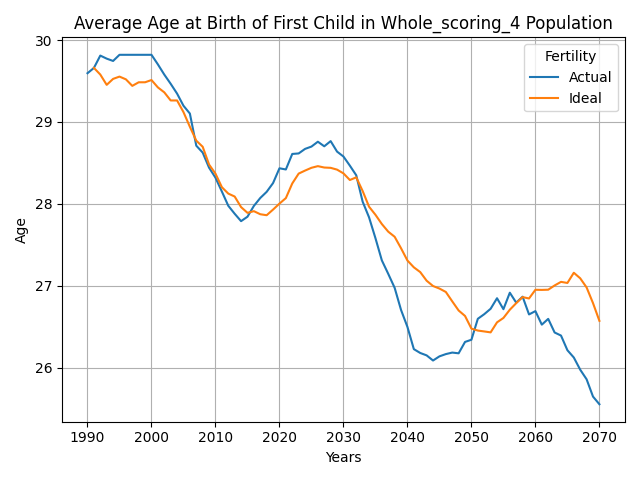 Average Age at Birth of First Child in Whole_scoring_4 Population
30
29
28
27
26
Age
1990 2000 2010 2020 2030 2040 2050 2060 2070
Years
Fertility
Actual
Ideal